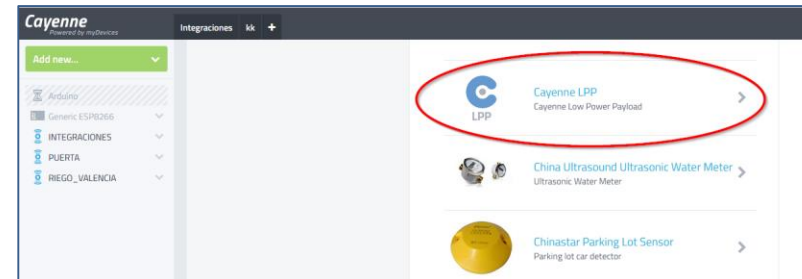 Cayenne
Powered by myDevices
Integraciones kk +
Add new...
Arduino
Generic ESP8266
INTEGRACIONES
PUERTA
RIEGO_VALENCIA
LPP
Cayenne LPP
Cayenne Low Power Payload
China Ultrasound Ultrasonic Water Meter
Ultrasonic Water Meter
Chinastar Parking Lot Sensor
Parking lot car detector